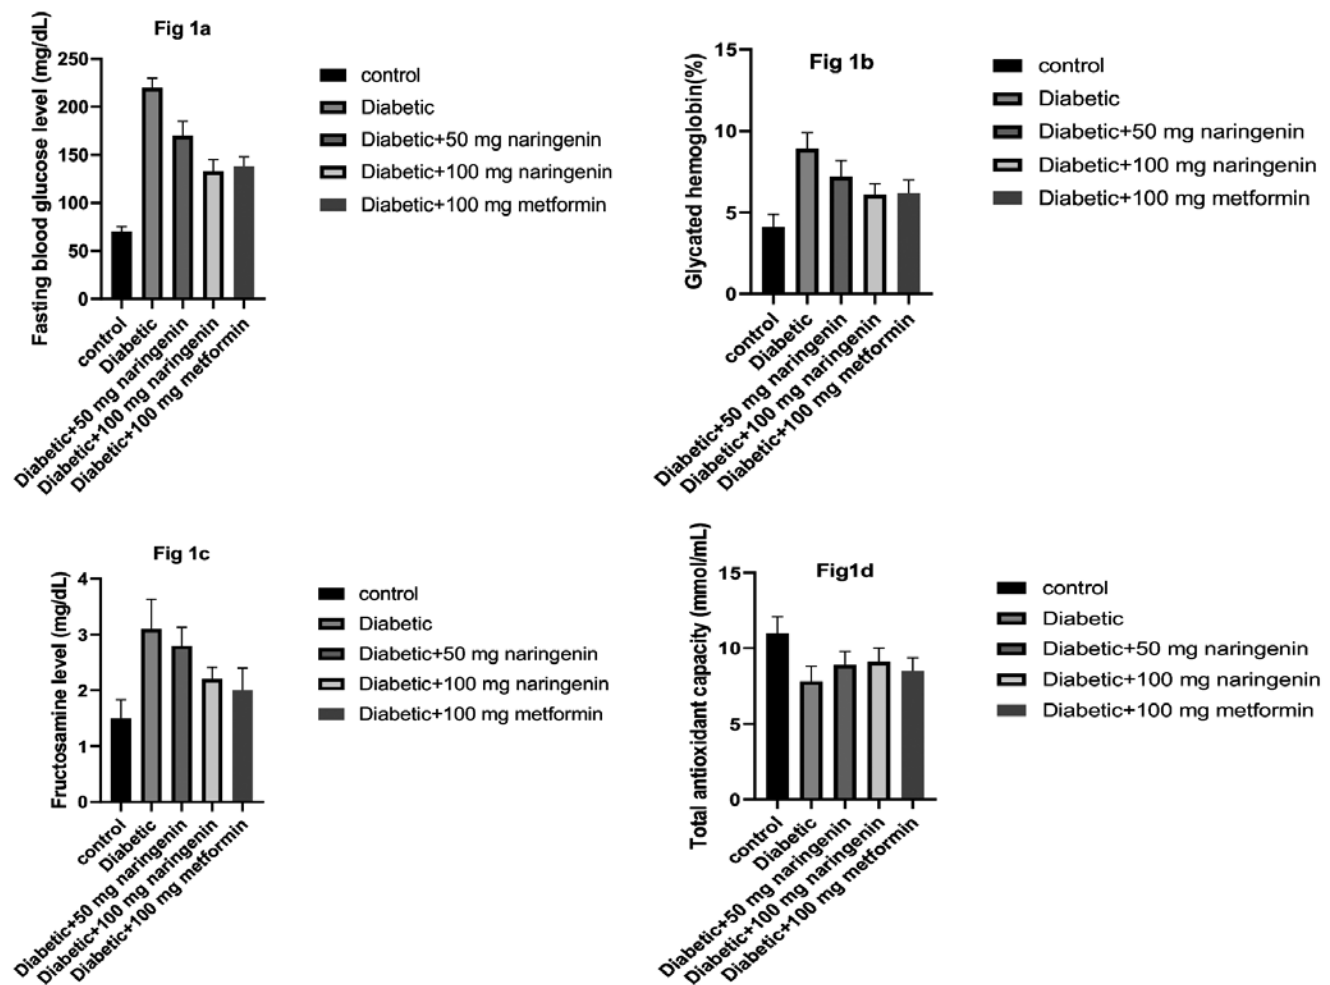 Fig 1a
Fasting blood glucose level (mg/dL)
250
200
150
100
50
0
control
Diabetic
Diabetic+50 mg naringenin
Diabetic+100 mg naringenin
Diabetic+100 mg metformin
control
Diabetic
Diabetic+50 mg naringenin
Diabetic+100 mg naringenin
Diabetic+100 mg metformin
Fig 1b
Glycated hemoglobin(%)
15
10
5
0
control
Diabetic
Diabetic+50 mg naringenin
Diabetic+100 mg naringenin
Diabetic+100 mg metformin
control
Diabetic
Diabetic+50 mg naringenin
Diabetic+100 mg naringenin
Diabetic+100 mg metformin
Fig 1c
Fructosamine level (mg/dL)
4
3
2
1
0
control
Diabetic
Diabetic+50 mg naringenin
Diabetic+100 mg naringenin
Diabetic+100 mg metformin
control
Diabetic
Diabetic+50 mg naringenin
Diabetic+100 mg naringenin
Diabetic+100 mg metformin
Fig1d
Total antioxidant capacity (mmol/mL)
15
10
5
0
control
Diabetic
Diabetic+50 mg naringenin
Diabetic+100 mg naringenin
Diabetic+100 mg metformin
control
Diabetic
Diabetic+50 mg naringenin
Diabetic+100 mg naringenin
Diabetic+100 mg metformin